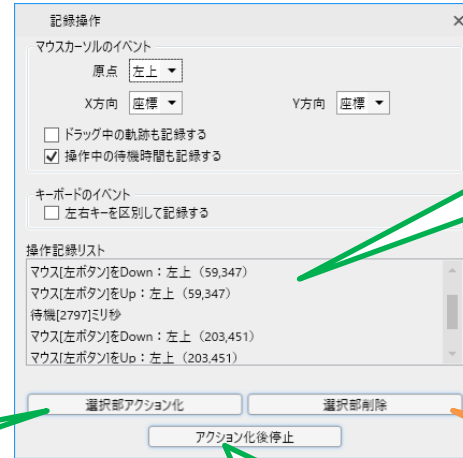 記録操作 ×
マウスカーソルのイベント
原点 左上
X方向 座標 Y方向 座標
ドラッグ中の軌跡も記録する
操作中の待機時間も記録する
キーボードのイベント
左右キーを区別して記録する
操作記録リスト
マウス[左ボタン]をDown：左上（59,347）
マウス[左ボタン]をUp：左上（59,347）
待機[2797]ミリ秒
マウス[左ボタン]をDown：左上（203,451）
マウス[左ボタン]をUp：左上（203,451）
選択部アクション化 選択部削除
アクション化後停止